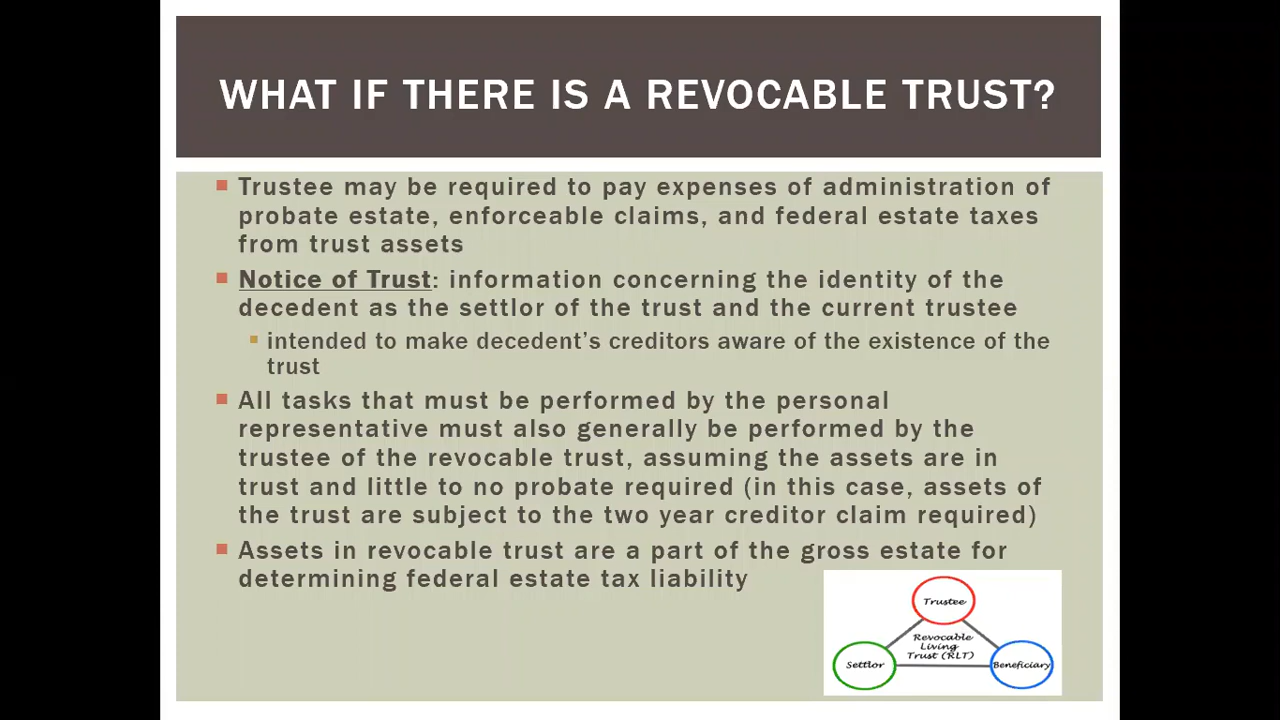 WHAT IF THERE IS A REVOCABLE TRUST?
Trustee may be required to pay expenses of administration of
probate estate, enforceable claims, and federal estate taxes
from trust assets
Notice of Trust: information concerning the identity of the
decedent as the settlor of the trust and the current trustee
intended to make decedent's creditors aware of the existence of the
trust
All tasks that must be performed by the personal
representative must also generally be performed by the
trustee of the revocable trust, assuming the assets are in
trust and little to no probate required (in this case, assets of
the trust are subject to the two year creditor claim required)
Assets in revocable trust are a part of the gross estate for
determining federal estate tax liability
Trustee
Revocable
Living
Trust (RLT)
Settlor
Beneficiary